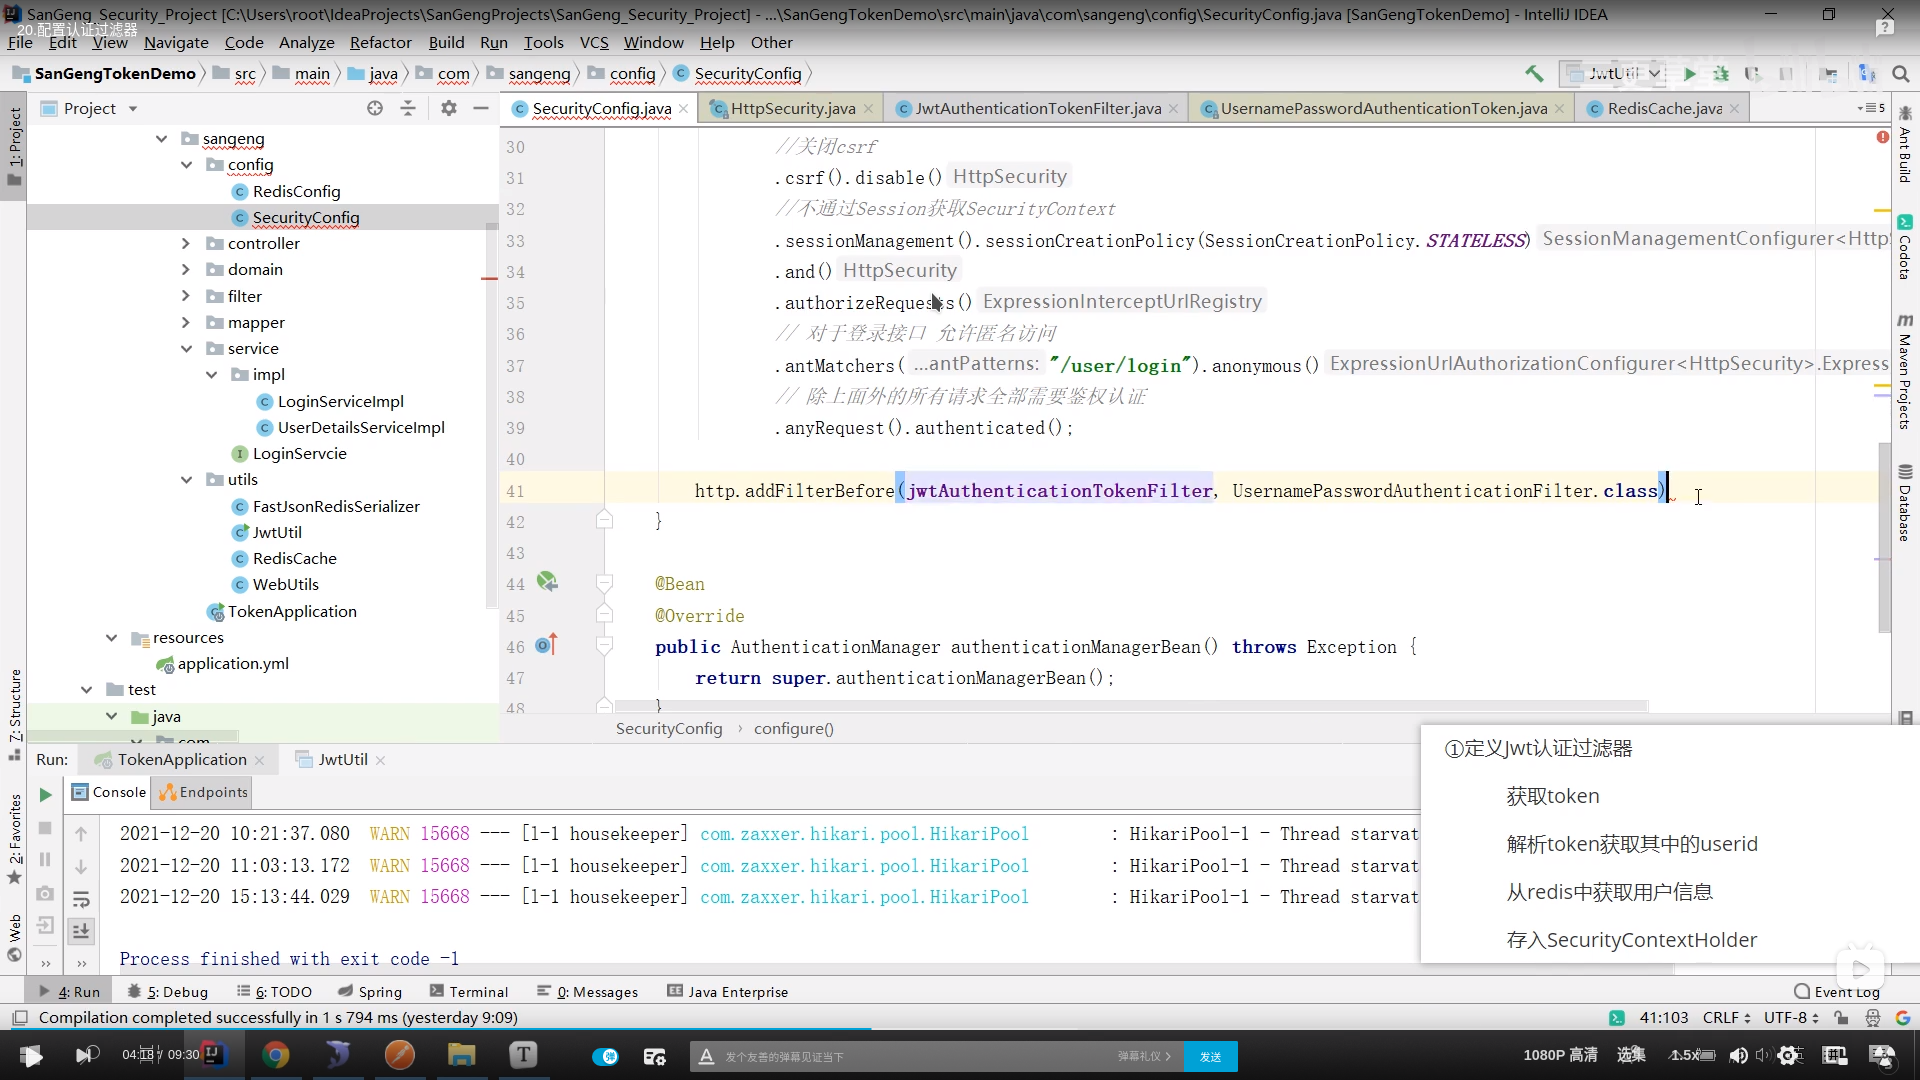 SanGeng_Security_Project [C:\Users\root\IdeaProjects\SanGengProjects\SanGeng_Security_Project] - ...\SanGengTokenDemo\src\main\java\com\sangeng\config\SecurityConfig.java [SanGengTokenDemo] - IntelliJ IDEA
20.配置认证过滤器
File Edit View Navigate Code Analyze Refactor Build Run Tools VCS Window Help Other
SanGengTokenDemo src main java com sangeng config SecurityConfig JwtUtil
Project SecurityConfig.java HttpSecurity.java JwtAuthenticationTokenFilter.java UsernamePasswordAuthenticationToken.java RedisCache.java 5
1: Project
sangeng
config
RedisConfig
SecurityConfig
controller
domain
filter
mapper
service
impl
LoginServiceImpl
UserDetailsServiceImpl
LoginServcie
utils
FastJsonRedisSerializer
JwtUtil
RedisCache
WebUtils
TokenApplication
resources
application.yml
test
java
com
30 //关闭csrf
31 .csrf().disable() HttpSecurity
32 //不通过Session获取SecurityContext
33 .sessionManagement().sessionCreationPolicy(SessionCreationPolicy.STATELESS) SessionManagementConfigurer<Http
34 .and() HttpSecurity
35 .authorizeRequests() ExpressionInterceptUrlRegistry
36 // 对于登录接口 允许匿名访问
37 .antMatchers( ...antPatterns: "/user/login").anonymous() ExpressionUrlAuthorizationConfigurer<HttpSecurity>.Express
38 // 除上面外的所有请求全部需要鉴权认证
39 .anyRequest().authenticated();
40
41 http.addFilterBefore(jwtAuthenticationTokenFilter, UsernamePasswordAuthenticationFilter.class)
42 }
43
44 @Bean
45 @Override
46 public AuthenticationManager authenticationManagerBean() throws Exception {
47 return super.authenticationManagerBean();
48 }
SecurityConfig › configure()
Ant Build
Codota
Maven Projects
Database
Z: Structure
2: Favorites
Web
Run: TokenApplication JwtUtil
Console Endpoints
2021-12-20 10:21:37.080 WARN 15668 --- [l-1 housekeeper] com.zaxxer.hikari.pool.HikariPool : HikariPool-1 - Thread starvat
2021-12-20 11:03:13.172 WARN 15668 --- [l-1 housekeeper] com.zaxxer.hikari.pool.HikariPool : HikariPool-1 - Thread starvat
2021-12-20 15:13:44.029 WARN 15668 --- [l-1 housekeeper] com.zaxxer.hikari.pool.HikariPool : HikariPool-1 - Thread starvat
Process finished with exit code -1
①定义Jwt认证过滤器
获取token
解析token获取其中的userid
从redis中获取用户信息
存入SecurityContextHolder
4: Run 5: Debug 6: TODO Spring Terminal 0: Messages Java Enterprise Event Log
Compilation completed successfully in 1 s 794 ms (yesterday 9:09) 41:103 CRLF UTF-8
04:18 / 09:30 发个友善的弹幕见证当下 弹幕礼仪 › 发送 1080P 高清 选集 1.5x